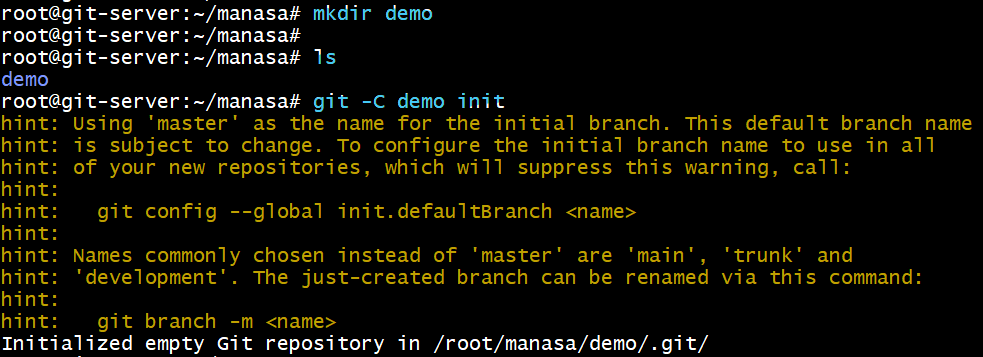 root@git-server:~/manasa# mkdir demo
root@git-server:~/manasa#
root@git-server:~/manasa# ls
demo
root@git-server:~/manasa# git -C demo init
hint: Using 'master' as the name for the initial branch. This default branch name
hint: is subject to change. To configure the initial branch name to use in all
hint: of your new repositories, which will suppress this warning, call:
hint:
hint:   git config --global init.defaultBranch <name>
hint:
hint: Names commonly chosen instead of 'master' are 'main', 'trunk' and
hint: 'development'. The just-created branch can be renamed via this command:
hint:
hint:   git branch -m <name>
Initialized empty Git repository in /root/manasa/demo/.git/